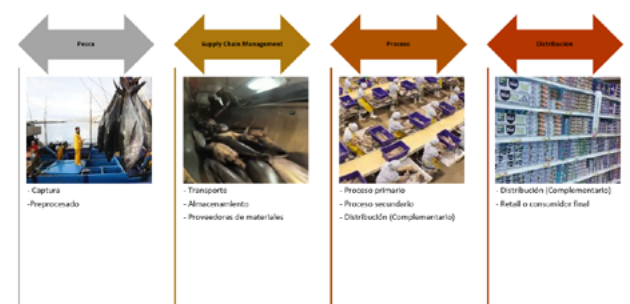 Pesca
- Captura
-Preprocesado
Supply Chain Management
- Transporte
- Almacenamiento
- Proveedores de materiales
Proceso
- Proceso primario
- Proceso secundario
- Distribución (Complementario)
Distribución
- Distribución (Complementario)
- Retail o consumidor final